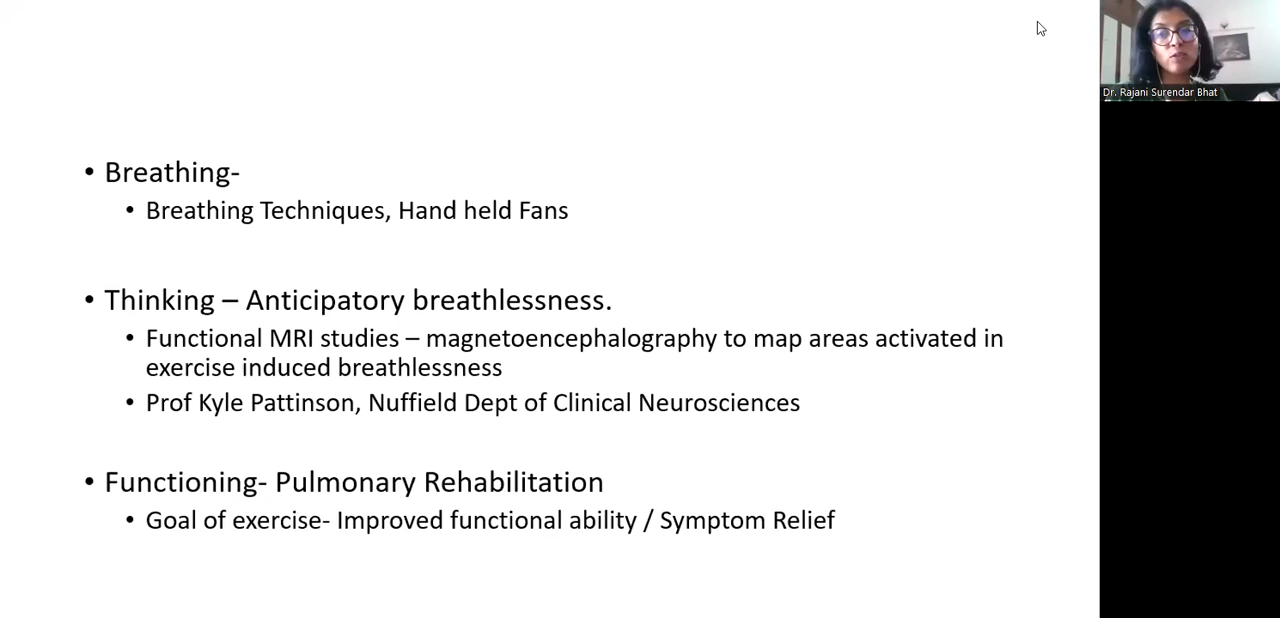 Dr. Rajani Surendar Bhat
• Breathing-
• Breathing Techniques, Hand held Fans
• Thinking – Anticipatory breathlessness.
• Functional MRI studies – magnetoencephalography to map areas activated in
exercise induced breathlessness
• Prof Kyle Pattinson, Nuffield Dept of Clinical Neurosciences
• Functioning- Pulmonary Rehabilitation
• Goal of exercise- Improved functional ability / Symptom Relief